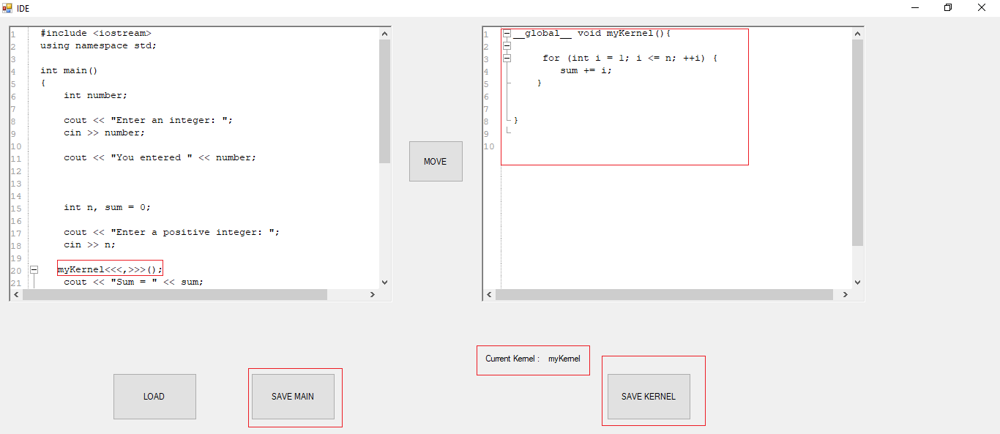 IDE
1 #include <iostream>
2 using namespace std;
3
4 int main()
5 {
6 int number;
7
8 cout << "Enter an integer: ";
9 cin >> number;
10
11 cout << "You entered " << number;
12
13
14
15 int n, sum = 0;
16
17 cout << "Enter a positive integer: ";
18 cin >> n;
19
20 myKernel<<<,>>>();
21 cout << "Sum = " << sum;
MOVE
1 __global__ void myKernel(){
2
3 for (int i = 1; i <= n; ++i) {
4 sum += i;
5 }
6
7
8 }
9
10
Current Kernel : myKernel
LOAD
SAVE MAIN
SAVE KERNEL